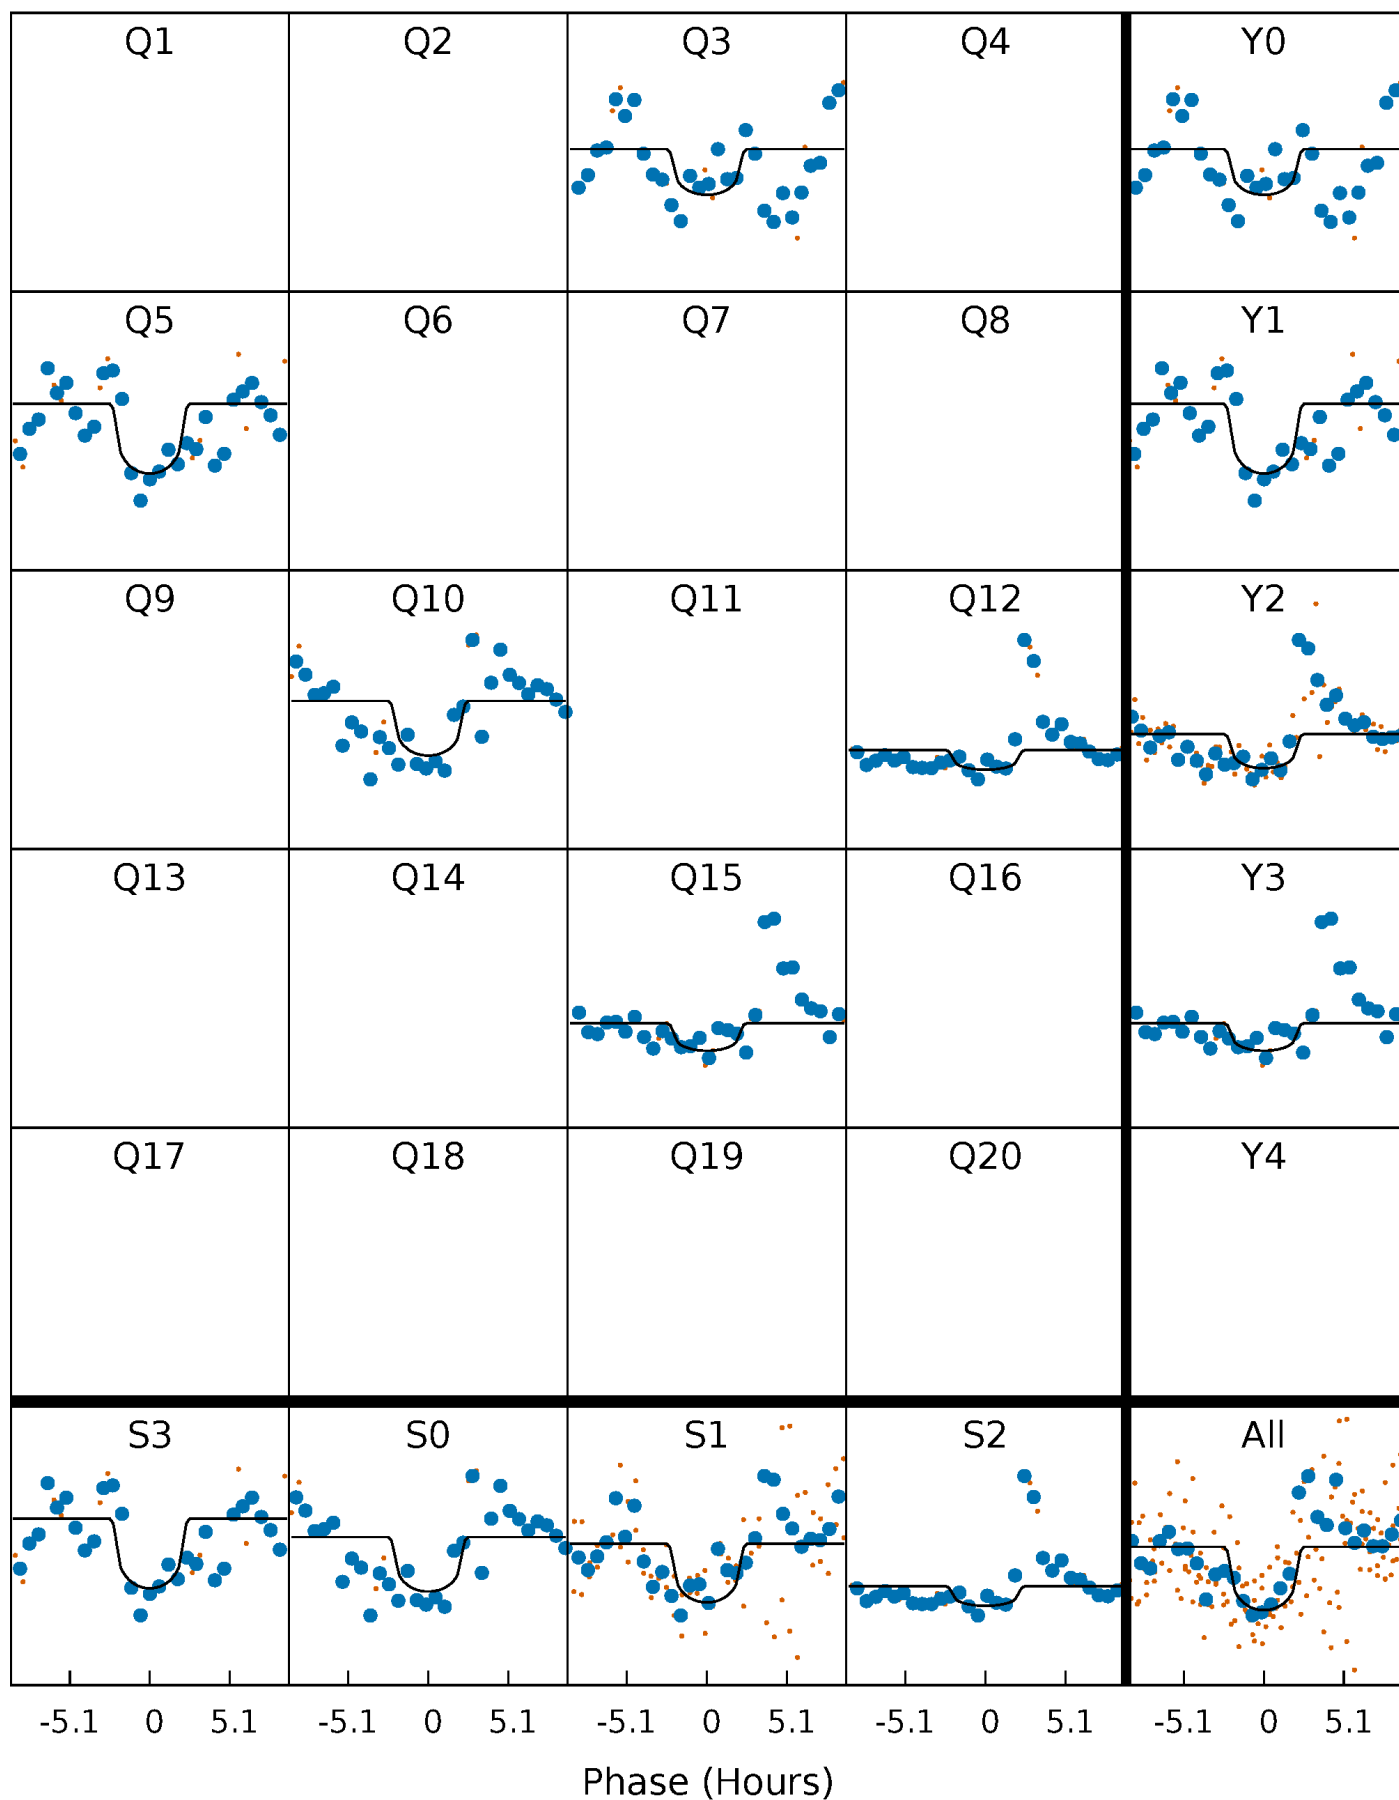 Q1 Q2 Q3 Q4 Y0
Q5 Q6 Q7 Q8 Y1
Q9 Q10 Q11 Q12 Y2
Q13 Q14 Q15 Q16 Y3
Q17 Q18 Q19 Q20 Y4
S3 S0 S1 S2 All
-5.1 0 5.1 -5.1 0 5.1 -5.1 0 5.1 -5.1 0 5.1 -5.1 0 5.1
Phase (Hours)